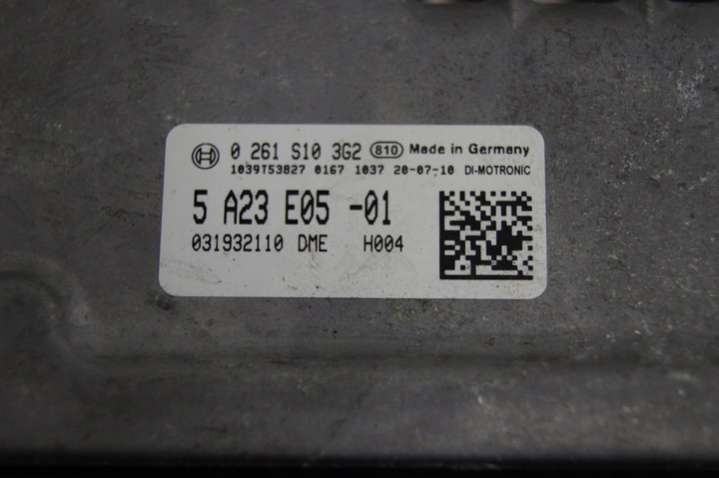 0 261 S10 3G2 810 Made in Germany
1039T53827 0167 1037 20-07-10 DI-MOTRONIC
5 A23 E05 -01
031932110 DME H004